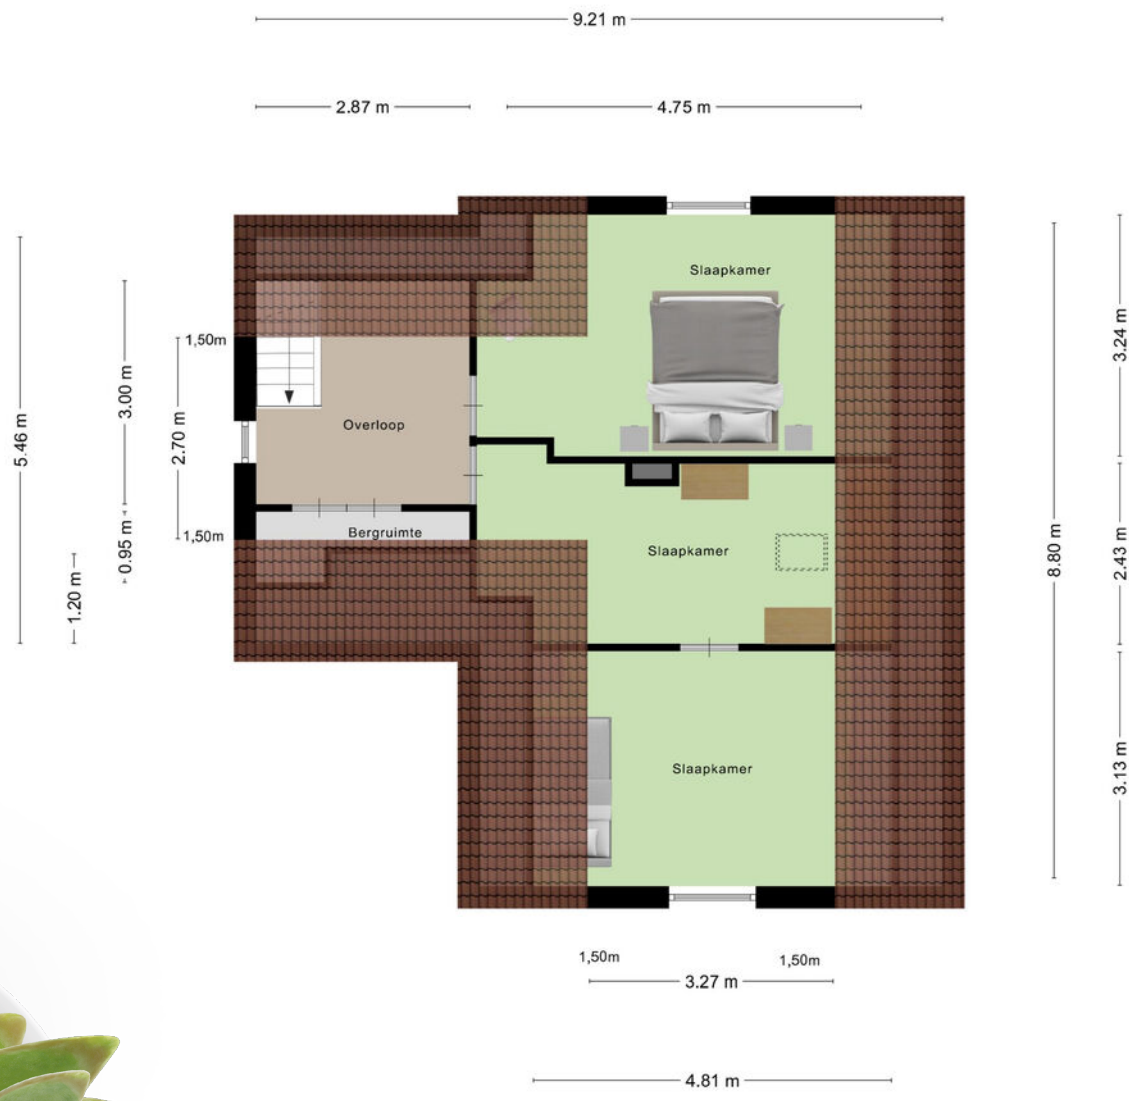 9.21 m
2.87 m
4.75 m
Slaapkamer
1,50m
3.24 m
3.00 m
2.70 m
5.46 m
Overloop
Bergruimte
1,50m
0.95 m
1.20 m
Slaapkamer
8.80 m
2.43 m
Slaapkamer
3.13 m
1,50m
1,50m
3.27 m
4.81 m